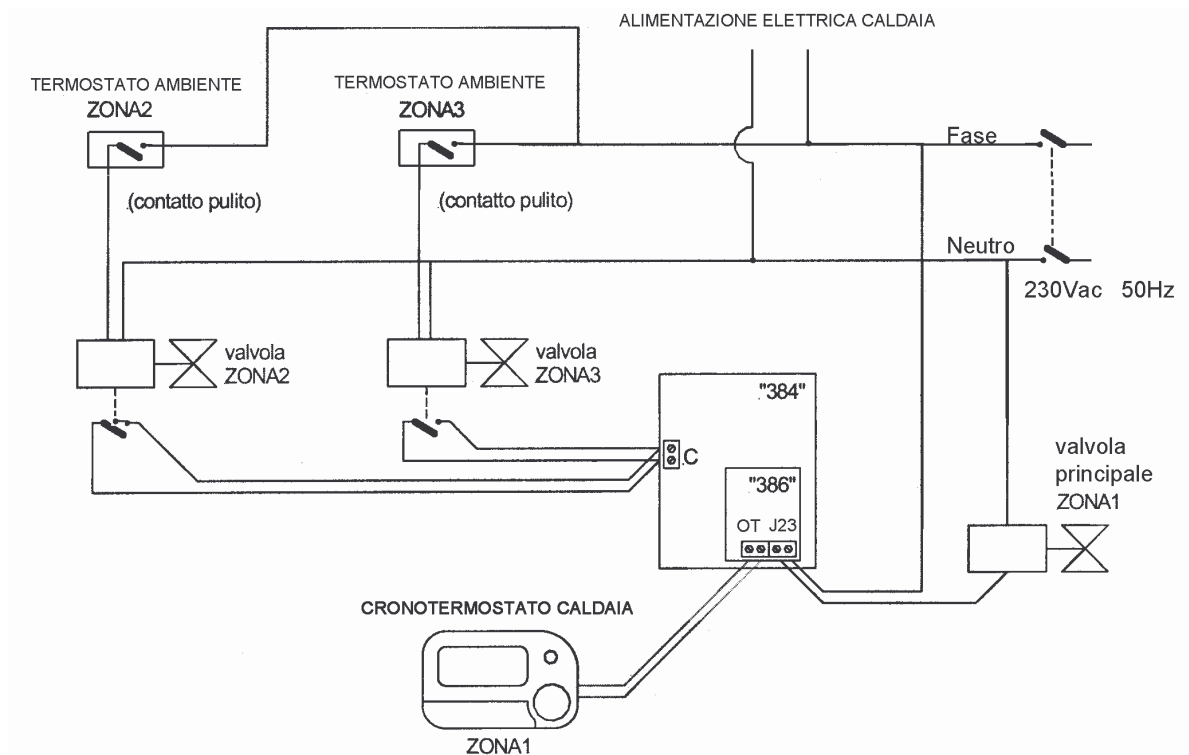 ALIMENTAZIONE ELETTRICA CALDAIA
TERMOSTATO AMBIENTE
ZONA2
TERMOSTATO AMBIENTE
ZONA3
Fase
(contatto pulito)
(contatto pulito)
Neutro
230Vac 50Hz
valvola
ZONA2
valvola
ZONA3
"384"
C
"386"
OT J23
valvola
principale
ZONA1
CRONOTERMOSTATO CALDAIA
ZONA1